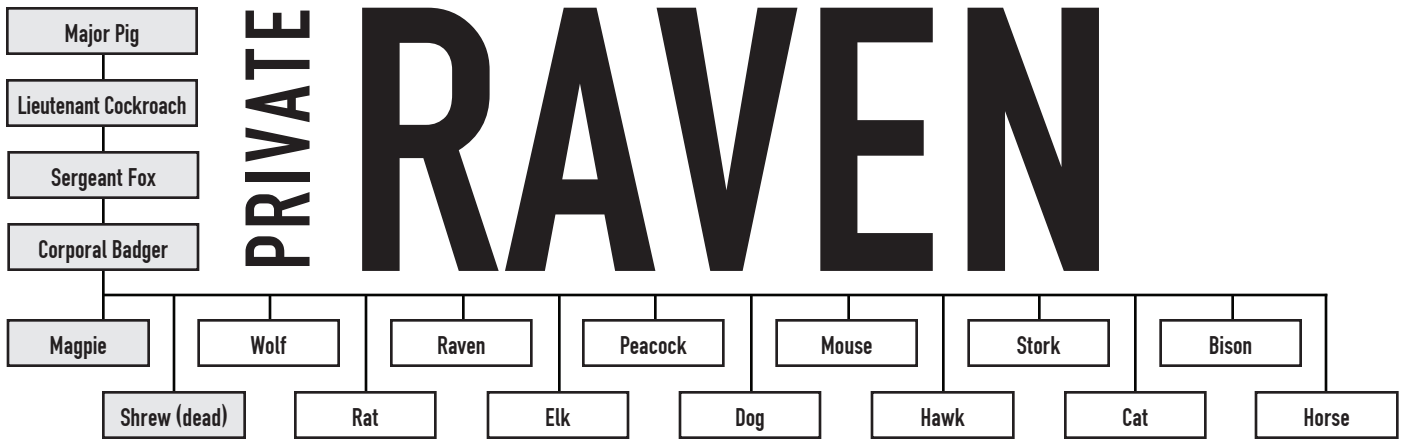 Major Pig
Lieutenant Cockroach
Sergeant Fox
Corporal Badger
PRIVATE
RAVEN
Magpie
Wolf
Raven
Peacock
Mouse
Stork
Bison
Shrew (dead)
Rat
Elk
Dog
Hawk
Cat
Horse